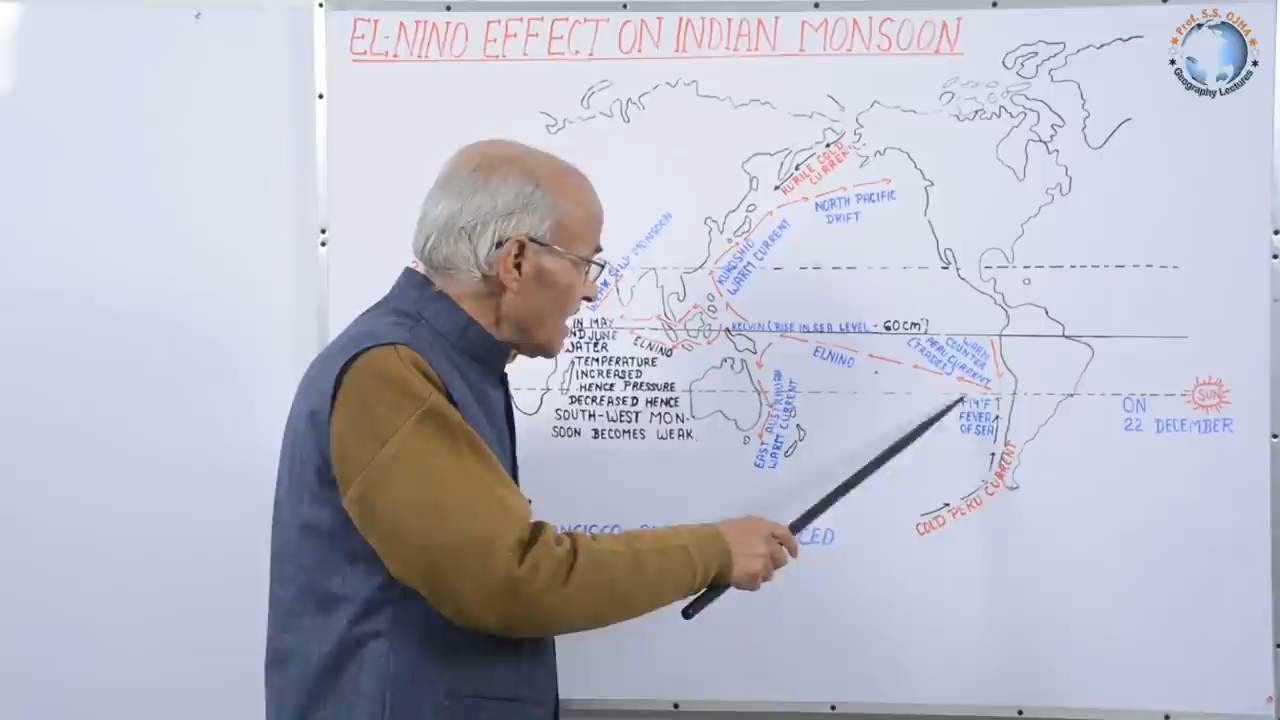 EL-NINO EFFECT ON INDIAN MONSOON
Prof. S.S. OJHA
Geography Lectures
KURILE COLD
CURRENT
NORTH PACIFIC
DRIFT
KUROSHIO
WARM CURRENT
S.W. MONSOON
KELVIN (RISE IN SEA LEVEL - 60cm)
ELNINO
ELNINO
WARM
COUNTER
PERU CURRENT
(TRADES)
IN MAY
ND JUNE
WATER
TEMPERATURE
INCREASED
HENCE PRESSURE
DECREASED HENCE
SOUTH-WEST MON-
SOON BECOMES WEAK.
EAST AUSTRALIAN
WARM CURRENT
+14°F
FEVER
OF SEA
COLD PERU CURRENT
SUN
ON
22 DECEMBER
CED